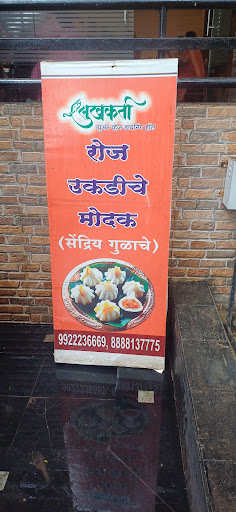 सुखकर्ता
रोज
उकडीचे
मोदक
(सेंद्रिय गुळाचे)
9922236669, 8888137775